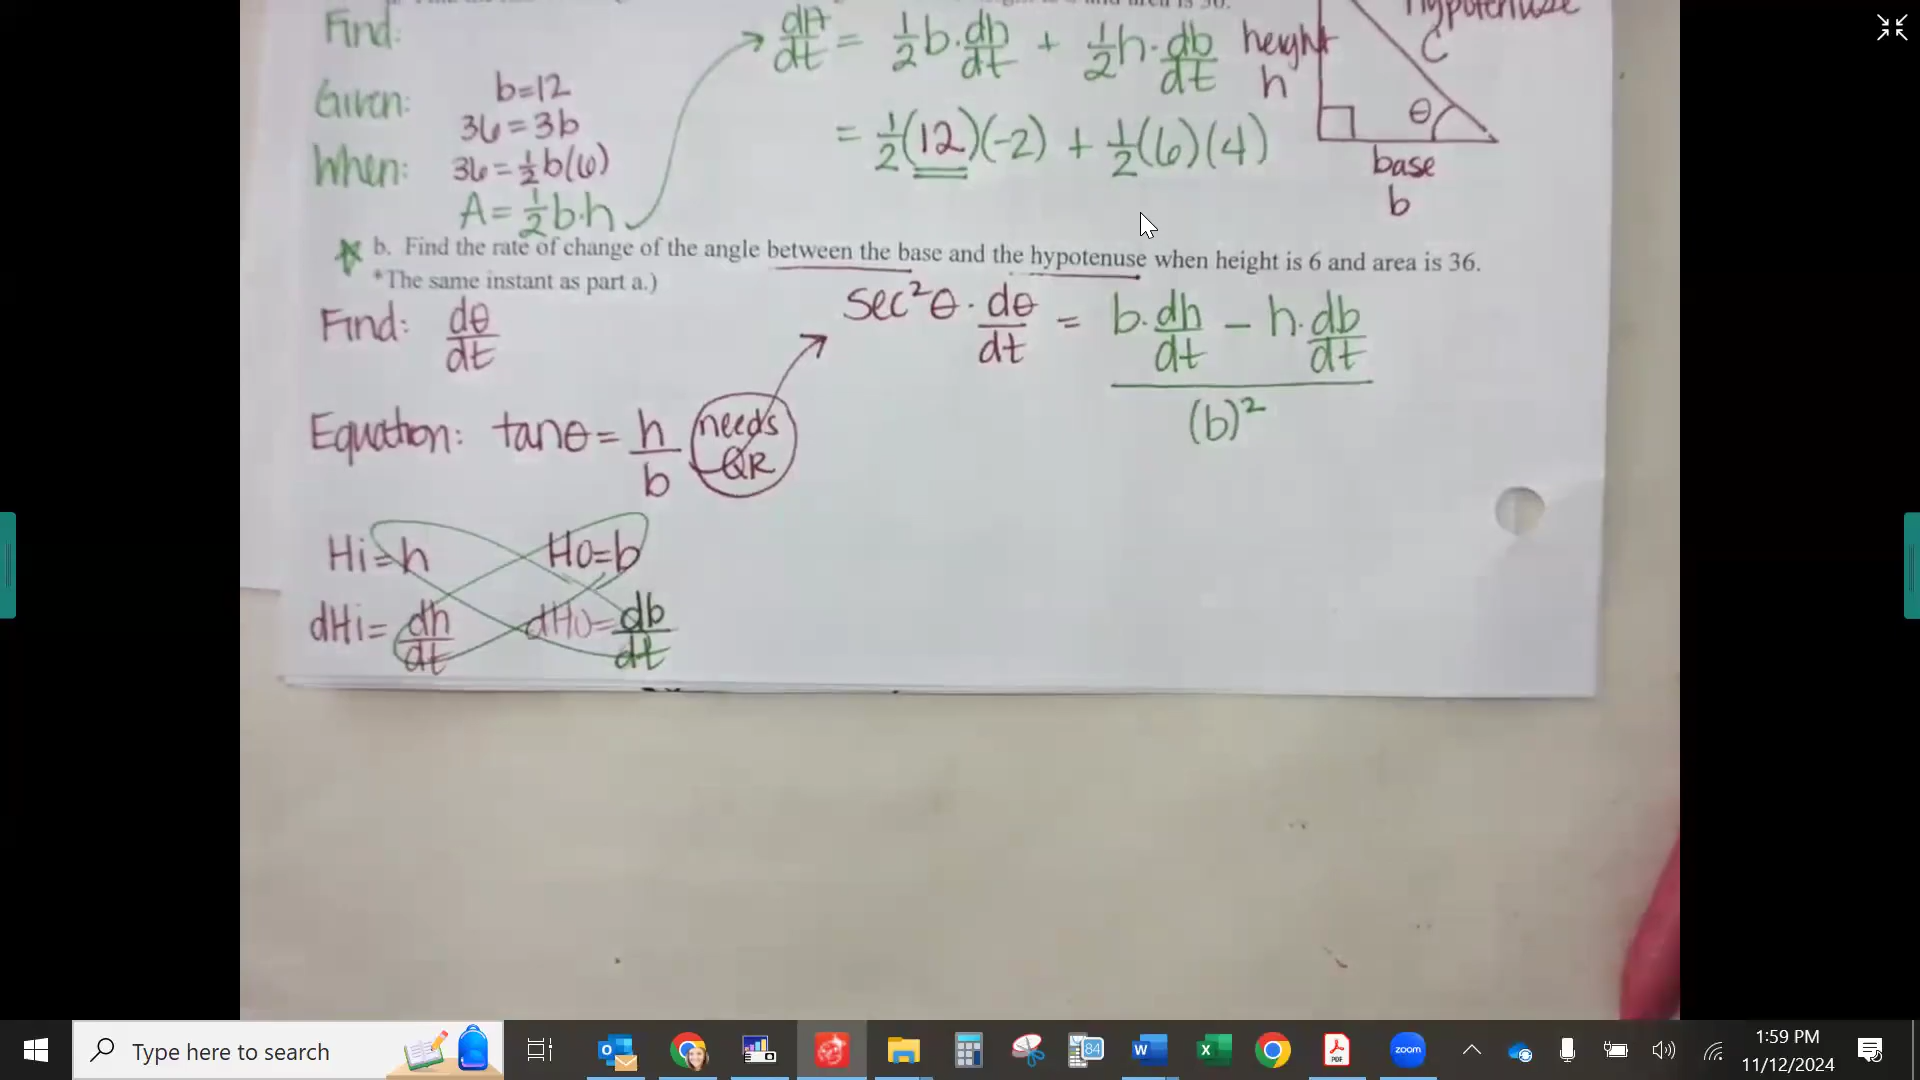 Find:
dA/dt = 1/2 b · dh/dt + 1/2 h · db/dt
hypotenuse
C
height
h
θ
base
b
Given:
b=12
36=3b
= 1/2(12)(-2) + 1/2(6)(4)
When:
36=1/2b(6)
A=1/2b·h
b. Find the rate of change of the angle between the base and the hypotenuse when height is 6 and area is 36.
*The same instant as part a.)
Find: dθ/dt
sec²θ · dθ/dt = b·dh/dt − h·db/dt
(b)²
Equation: tanθ = h/b
needs
QR
Hi=h
Ho=b
dHi= dh/dt
dHo= db/dt
Type here to search
84
zoom
1:59 PM
11/12/2024